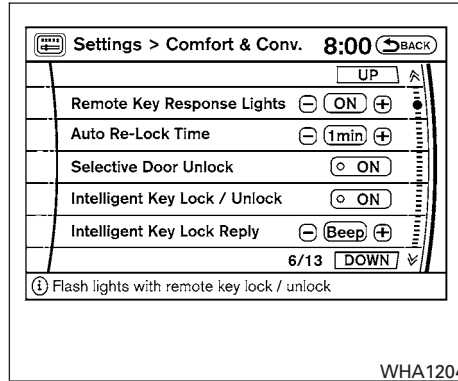 Settings > Comfort & Conv. 8:00 BACK
UP
Remote Key Response Lights − ON +
Auto Re-Lock Time − 1min +
Selective Door Unlock ○ ON
Intelligent Key Lock / Unlock ○ ON
Intelligent Key Lock Reply − Beep +
6/13 DOWN
i Flash lights with remote key lock / unlock
WHA1204